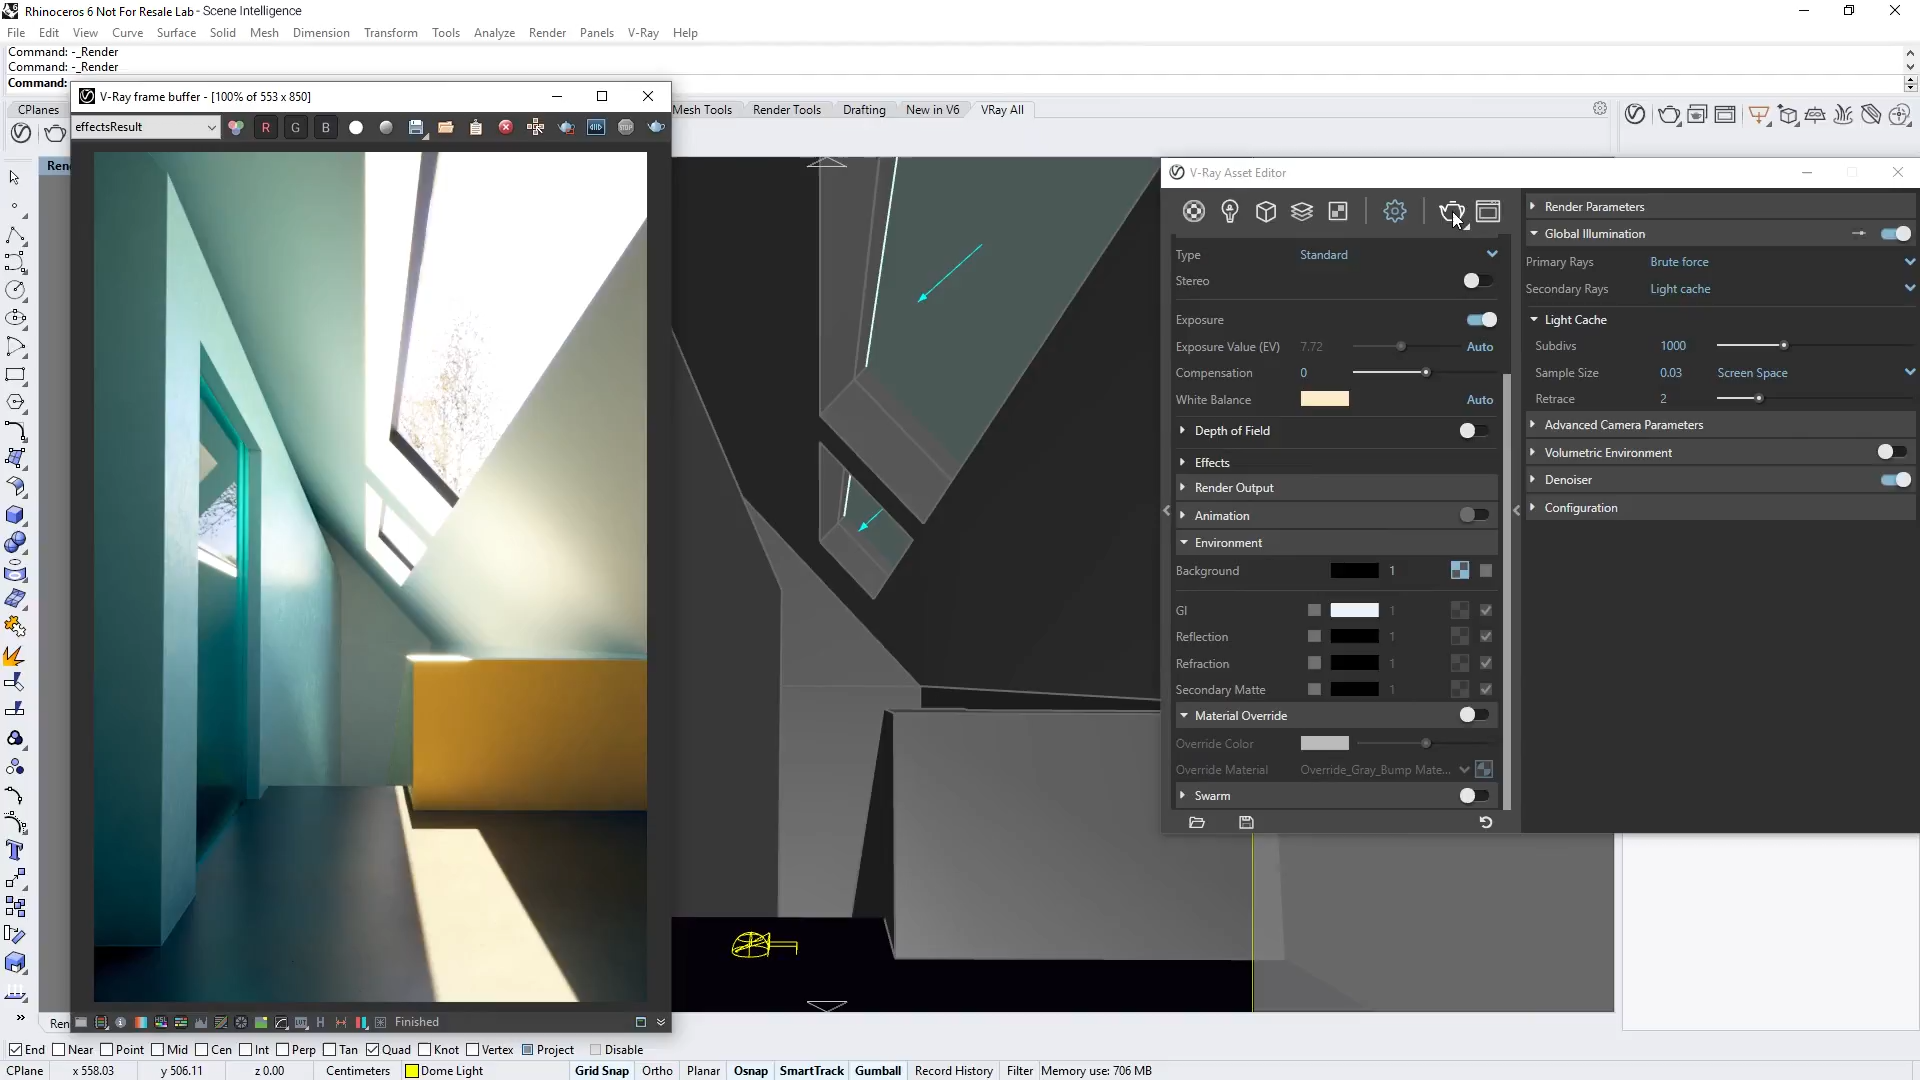 Rhinoceros 6 Not For Resale Lab - Scene Intelligence
File Edit View Curve Surface Solid Mesh Dimension Transform Tools Analyze Render Panels V-Ray Help
Command: -_Render
Command: -_Render
Command:
CPlanes
Mesh Tools Render Tools Drafting New in V6 VRay All
V-Ray frame buffer - [100% of 553 x 850]
effectsResult
R G B
STOP
Ren
V-Ray Asset Editor
Type Standard
Stereo
Exposure
Exposure Value (EV) 7.72 Auto
Compensation 0
White Balance Auto
Depth of Field
Effects
Render Output
Animation
Environment
Background 1
GI 1
Reflection 1
Refraction 1
Secondary Matte 1
Material Override
Override Color
Override Material Override_Gray_Bump Mate...
Swarm
Render Parameters
Global Illumination
Primary Rays Brute force
Secondary Rays Light cache
Light Cache
Subdivs 1000
Sample Size 0.03 Screen Space
Retrace 2
Advanced Camera Parameters
Volumetric Environment
Denoiser
Configuration
Ren
H
Finished
End Near Point Mid Cen Int Perp Tan Quad Knot Vertex Project Disable
CPlane x 558.03 y 506.11 z 0.00 Centimeters Dome Light Grid Snap Ortho Planar Osnap SmartTrack Gumball Record History Filter Memory use: 706 MB